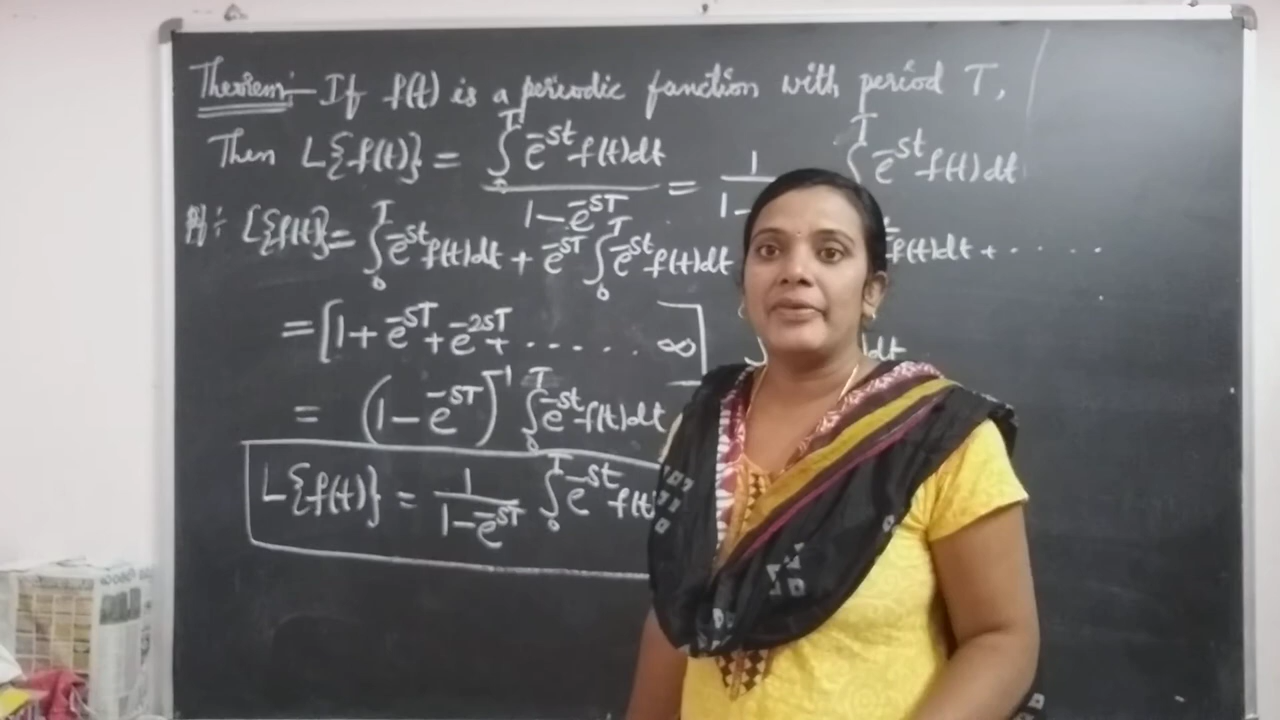 Theorem:- If f(t) is a periodic function with period T,
Then L{f(t)} = ∫₀ᵀ e^-st f(t)dt / 1 - e^-sT = 1 / 1- ∫ᵀ e^-st f(t) dt
Pf: L{f(t)} = ∫₀ᵀ e^-st f(t)dt + e^-sT ∫₀ᵀ e^-st f(t)dt f(t)dt + .....
= [1 + e^-sT + e^-2sT + ...... ∞] dt
= (1 - e^-sT)^-1 ∫₀ᵀ e^-st f(t)dt
L{f(t)} = 1 / 1 - e^-sT ∫₀ᵀ e^-st f(t)